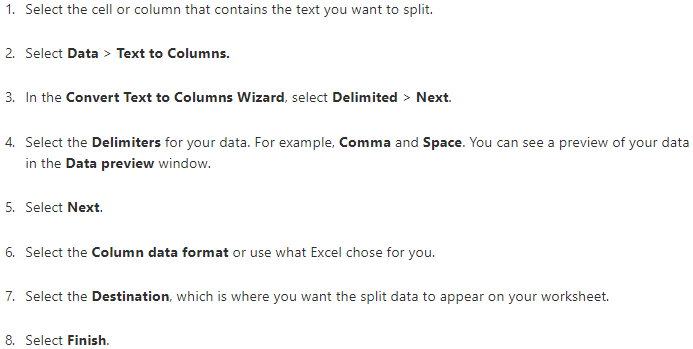 1. Select the cell or column that contains the text you want to split.
2. Select Data > Text to Columns.
3. In the Convert Text to Columns Wizard, select Delimited > Next.
4. Select the Delimiters for your data. For example, Comma and Space. You can see a preview of your data
in the Data preview window.
5. Select Next.
6. Select the Column data format or use what Excel chose for you.
7. Select the Destination, which is where you want the split data to appear on your worksheet.
8. Select Finish.